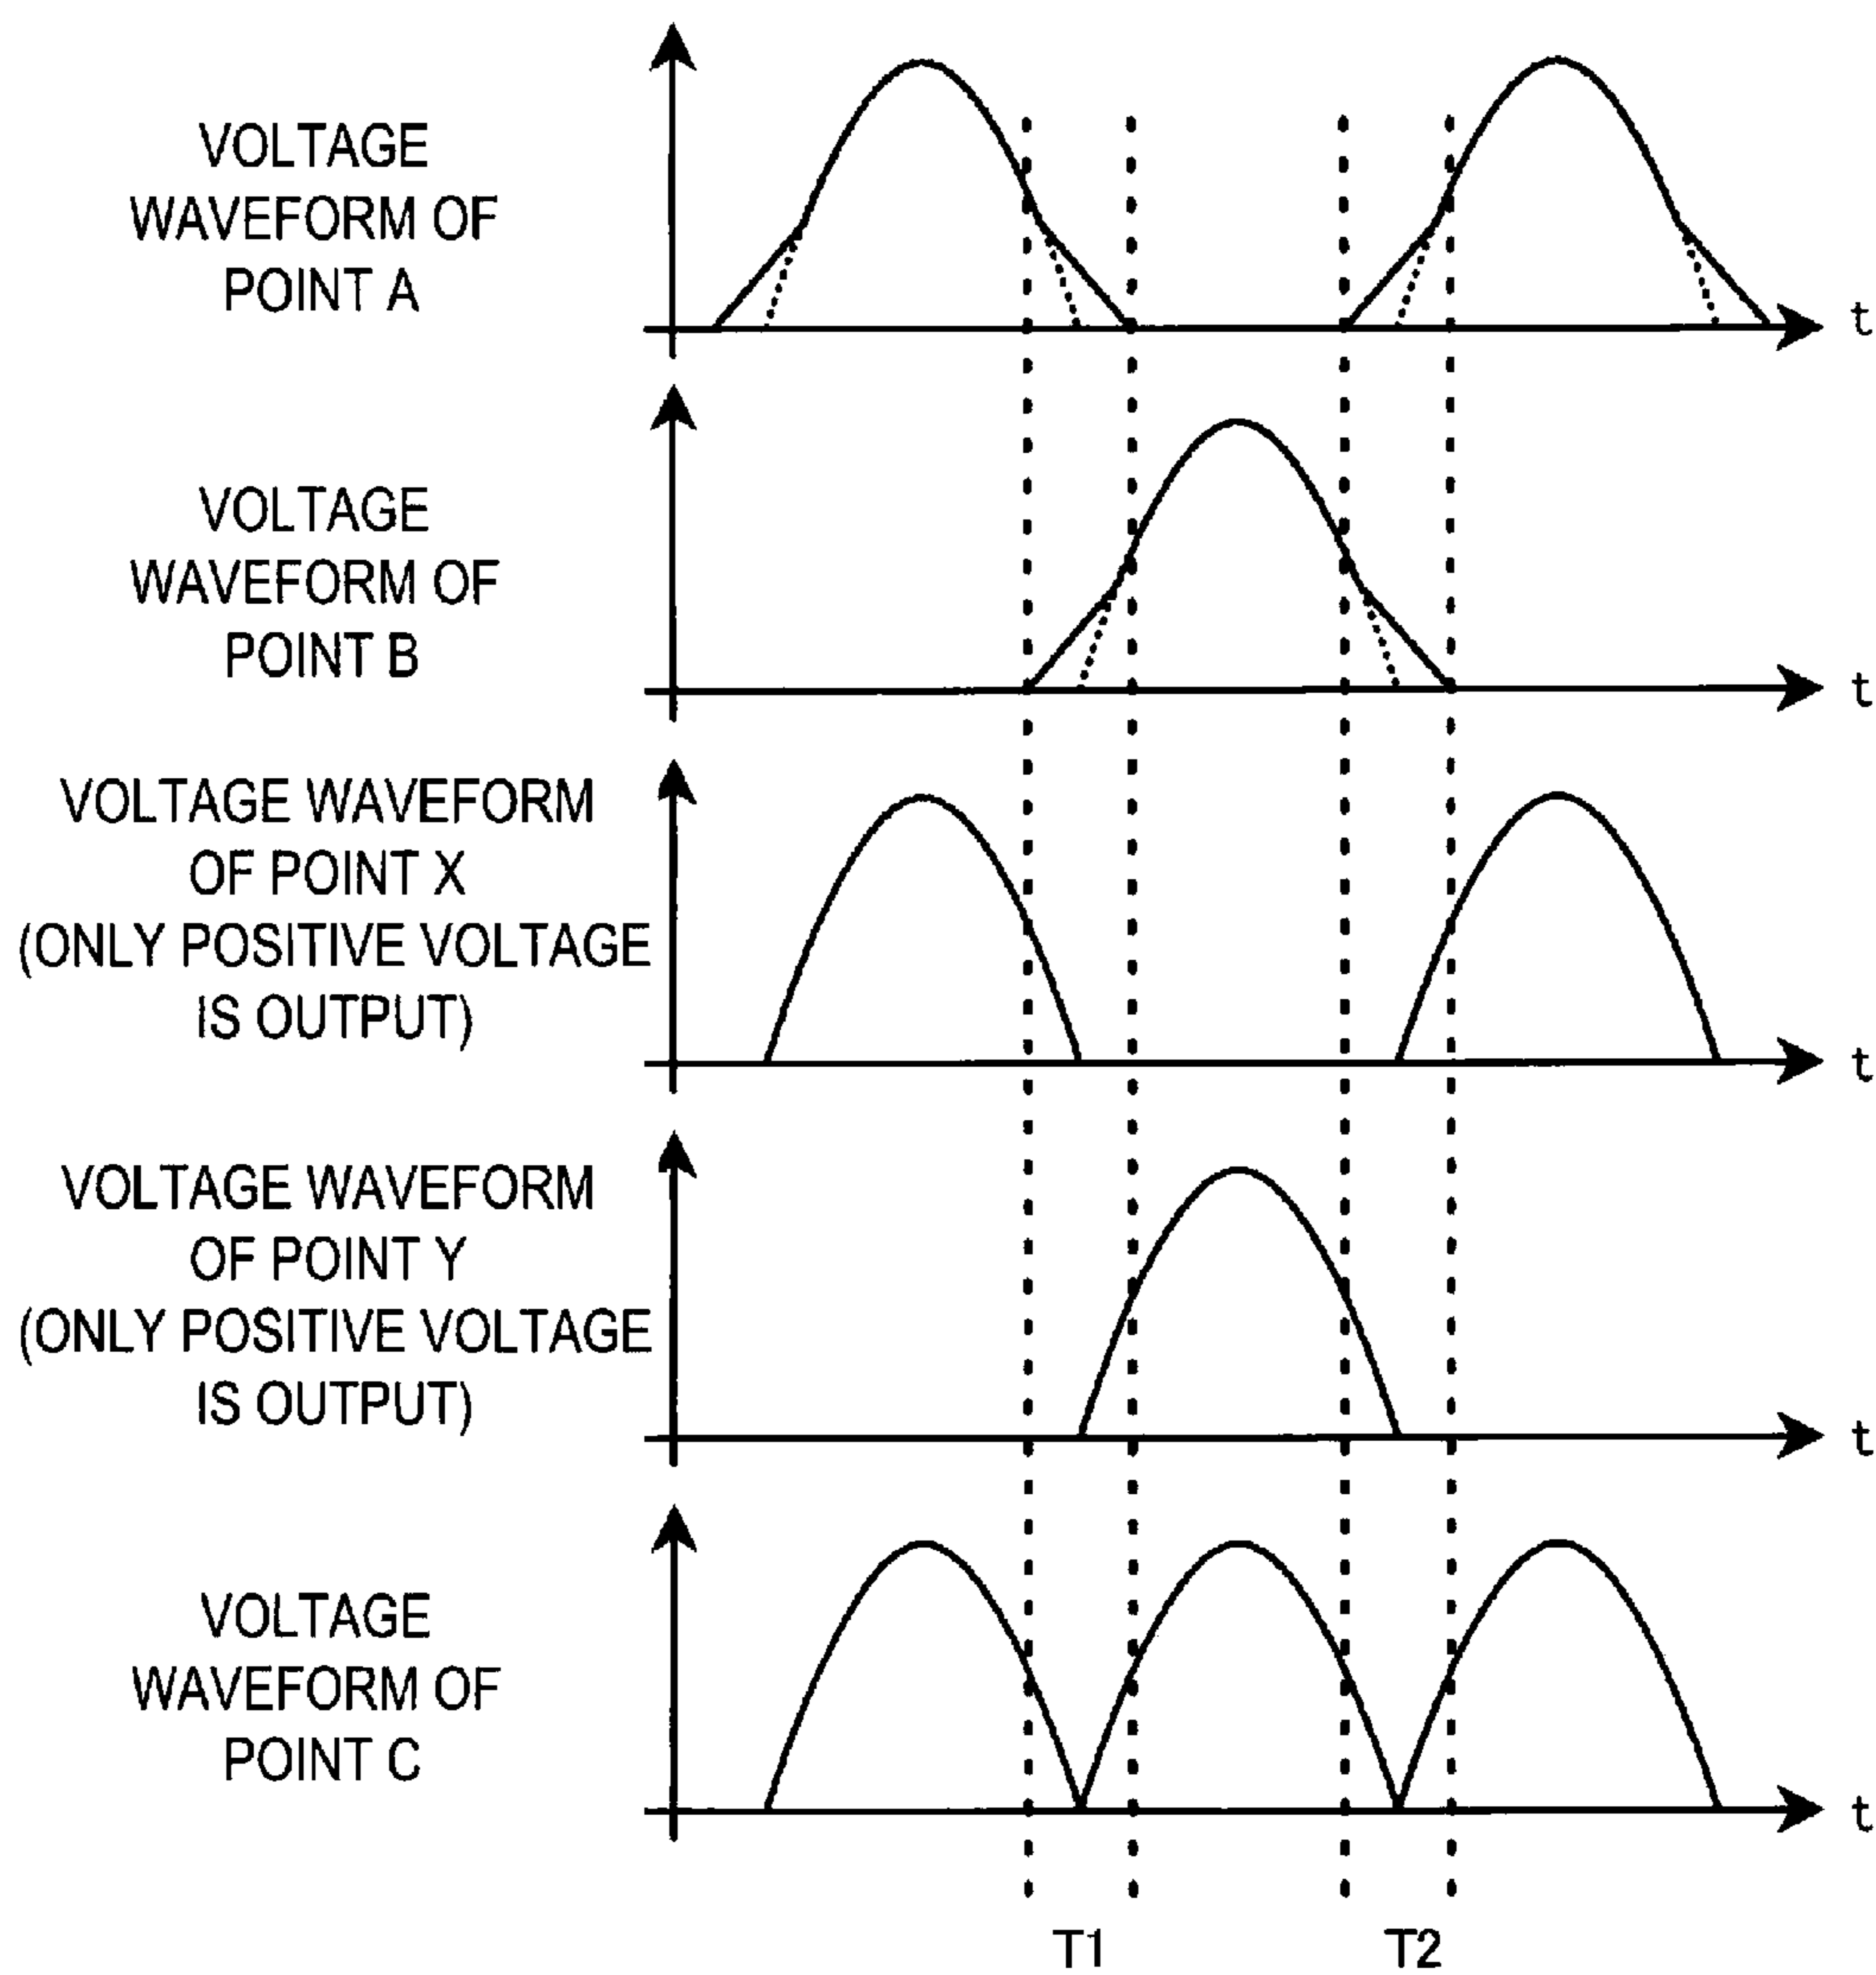 VOLTAGE
WAVEFORM OF
POINT A
t
VOLTAGE
WAVEFORM OF
POINT B
t
VOLTAGE WAVEFORM
OF POINT X
(ONLY POSITIVE VOLTAGE
IS OUTPUT)
t
VOLTAGE WAVEFORM
OF POINT Y
(ONLY POSITIVE VOLTAGE
IS OUTPUT)
t
VOLTAGE
WAVEFORM OF
POINT C
t
T1
T2